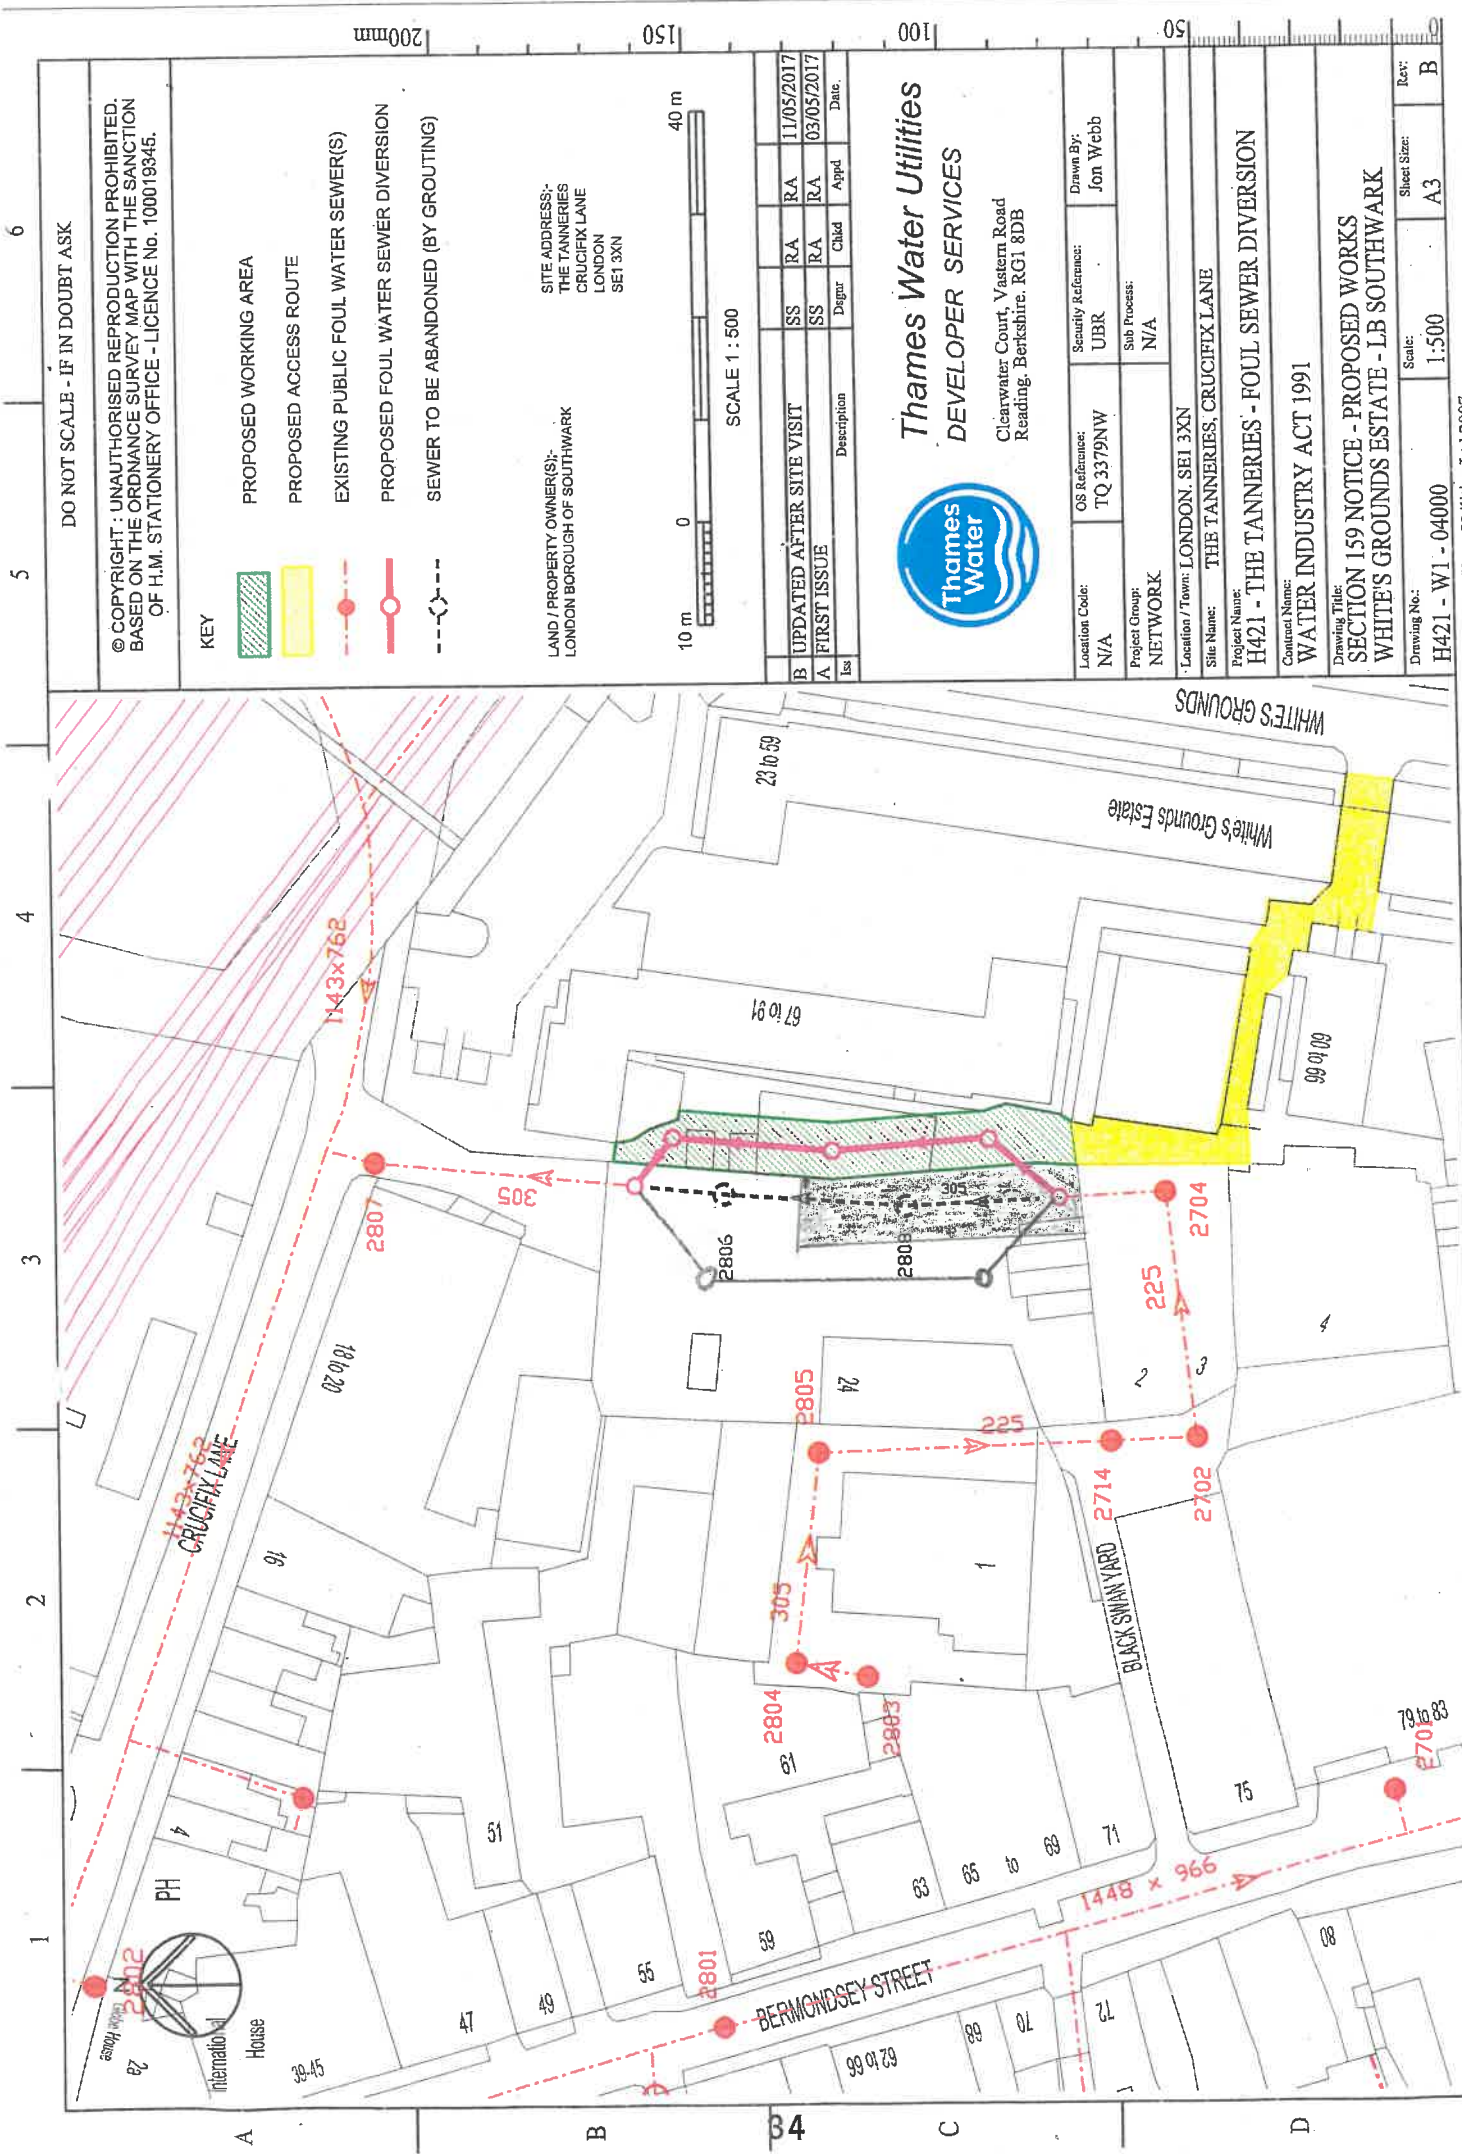 1
2
3
4
5
6
A
B
C
D
DO NOT SCALE - IF IN DOUBT ASK
© COPYRIGHT : UNAUTHORISED REPRODUCTION PROHIBITED.
BASED ON THE ORDNANCE SURVEY MAP WITH THE SANCTION
OF H.M. STATIONERY OFFICE - LICENCE No. 100019345.
KEY
PROPOSED WORKING AREA
PROPOSED ACCESS ROUTE
EXISTING PUBLIC FOUL WATER SEWER(S)
PROPOSED FOUL WATER SEWER DIVERSION
SEWER TO BE ABANDONED (BY GROUTING)
LAND / PROPERTY OWNER(S):-
LONDON BOROUGH OF SOUTHWARK
SITE ADDRESS:-
THE TANNERIES
CRUCIFIX LANE
LONDON
SE1 3XN
10 m
0
40 m
SCALE 1 : 500
B UPDATED AFTER SITE VISIT SS RA RA 11/05/2017
A FIRST ISSUE SS RA RA 03/05/2017
Iss Description Dsgnr Chkd Appd Date.
Thames
Water
Thames Water Utilities
DEVELOPER SERVICES
Clearwater Court, Vastern Road
Reading. Berkshire. RG1 8DB
Location Code:
N/A
OS Reference:
TQ 3379NW
Security Reference:
UBR
Drawn By:
Jon Webb
Project Group:
NETWORK
Sub Process:
N/A
Location / Town: LONDON. SE1 3XN
Site Name: THE TANNERIES, CRUCIFIX LANE
Project Name:
H421 - THE TANNERIES - FOUL SEWER DIVERSION
Contract Name:
WATER INDUSTRY ACT 1991
Drawing Title:
SECTION 159 NOTICE - PROPOSED WORKS
WHITE'S GROUNDS ESTATE - LB SOUTHWARK
Drawing No.:
H421 - W1 - 04000
Scale:
1:500
Sheet Size:
A3
Rev:
B
0
50
100
150
200mm
34
2802
N
2a
International
House
39-45
PH
4
16
CRUCIFIX LANE
1143x762
18 to 20
2807
305
1143x762
47
49
51
55
59
61
63
65 to 69
71
75
79 to 83
2701
2801
BERMONDSEY STREET
1448 x 966
62 to 66
68
70
72
80
BLACK SWAN YARD
2804
2803
305
2805
225
2714
2702
1
24
2
3
4
225
2704
2806
2808
305
67 to 91
23 to 59
60 to 66
White's Grounds Estate
WHITE'S GROUNDS